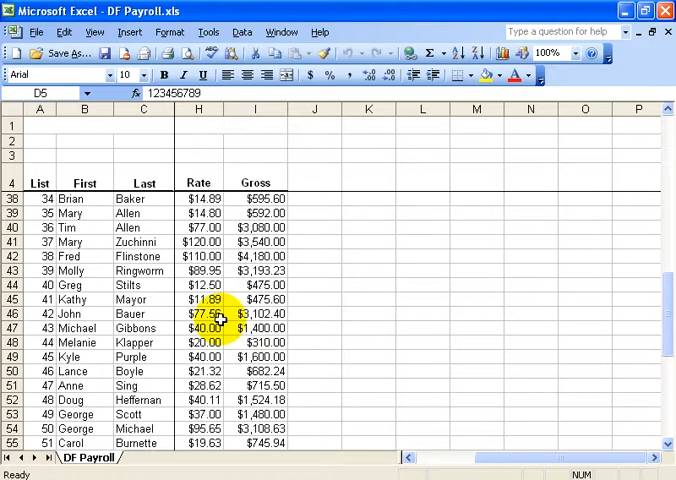 Microsoft Excel - DF Payroll.xls
File Edit View Insert Format Tools Data Window Help Type a question for help
Save As... Σ 100%
Arial 10 B I U $ % , .00
D5 fx 123456789
A B C H I J K L M N O P
1
2
3
4 List First Last Rate Gross
38 34 Brian Baker $14.89 $595.60
39 35 Mary Allen $14.80 $592.00
40 36 Tim Allen $77.00 $3,080.00
41 37 Mary Zuchinni $120.00 $3,540.00
42 38 Fred Flinstone $110.00 $4,180.00
43 39 Molly Ringworm $89.95 $3,193.23
44 40 Greg Stilts $12.50 $475.00
45 41 Kathy Mayor $11.89 $475.60
46 42 John Bauer $77.56 $3,102.40
47 43 Michael Gibbons $40.00 $1,400.00
48 44 Melanie Klapper $20.00 $310.00
49 45 Kyle Purple $40.00 $1,600.00
50 46 Lance Boyle $21.32 $682.24
51 47 Anne Sing $28.62 $715.50
52 48 Doug Heffernan $40.11 $1,524.18
53 49 George Scott $37.00 $1,480.00
54 50 George Michael $95.65 $3,108.63
55 51 Carol Burnette $19.63 $745.94
DF Payroll
Ready NUM